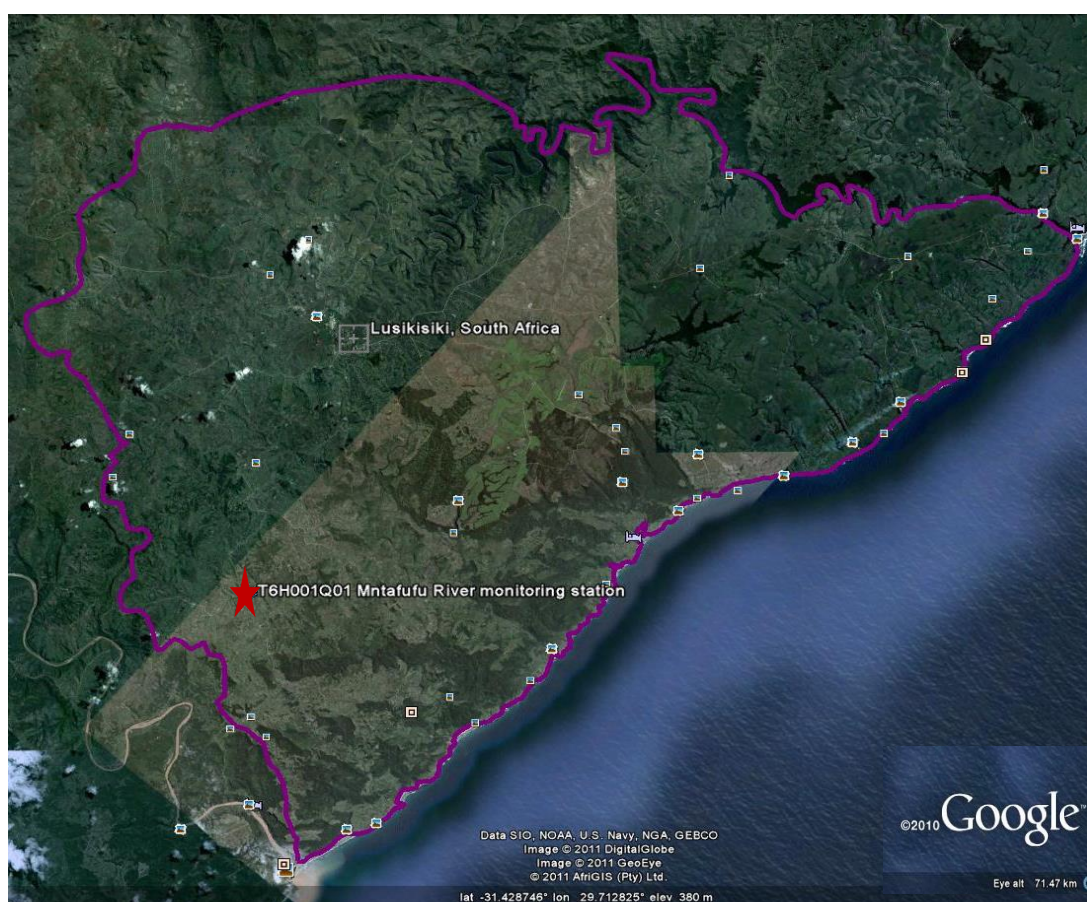 Lusikisiki, South Africa
T6H001Q01 Mntafufu River monitoring station
©2010 Google™
Data SIO, NOAA, U.S. Navy, NGA, GEBCO
Image © 2011 DigitalGlobe
Image © 2011 GeoEye
© 2011 AfriGIS (Pty) Ltd.
Eye alt 71.47 km
lat -31.428746° lon 29.712825° elev 380 m